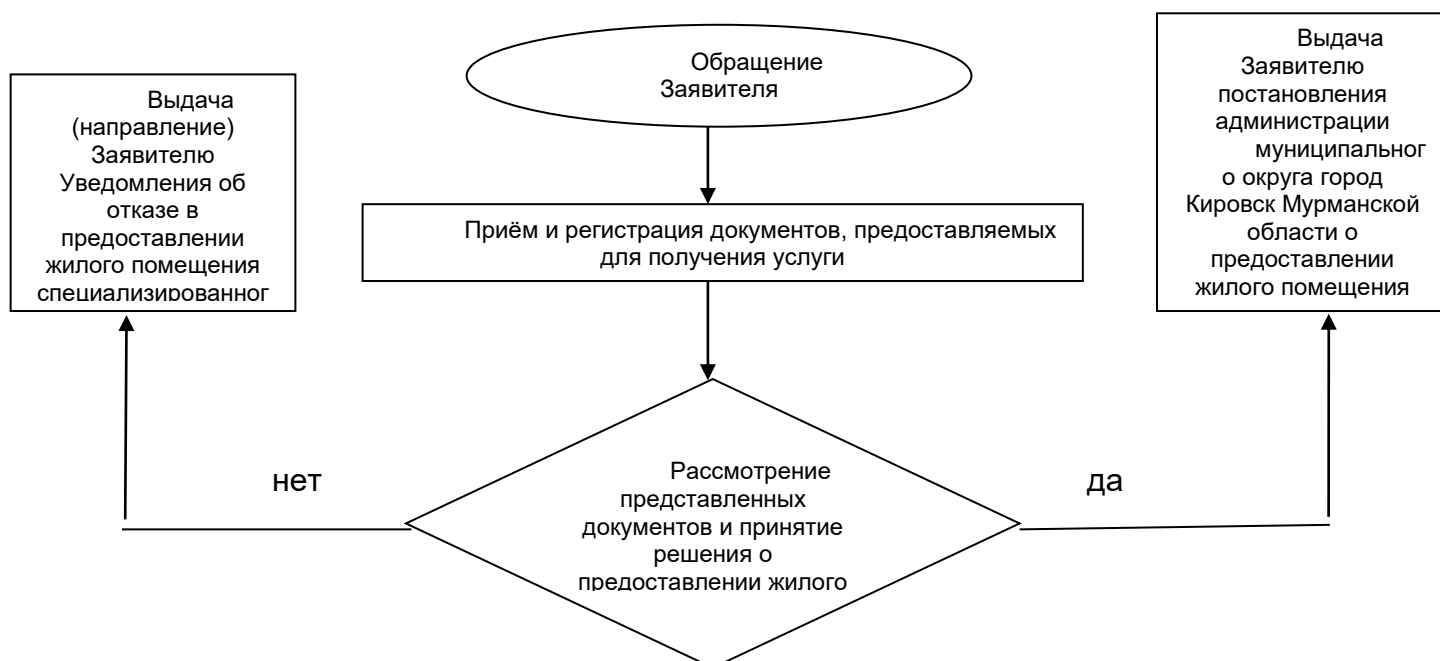 Обращение
Заявителя
Выдача
(направление)
Заявителю
Уведомления об
отказе в
предоставлении
жилого помещения
специализированног
Приём и регистрация документов, предоставляемых
для получения услуги
Выдача
Заявителю
постановления
администрации
муниципальног
о округа город
Кировск Мурманской
области о
предоставлении
жилого помещения
нет
Рассмотрение
представленных
документов и принятие
решения о
предоставлении жилого
да